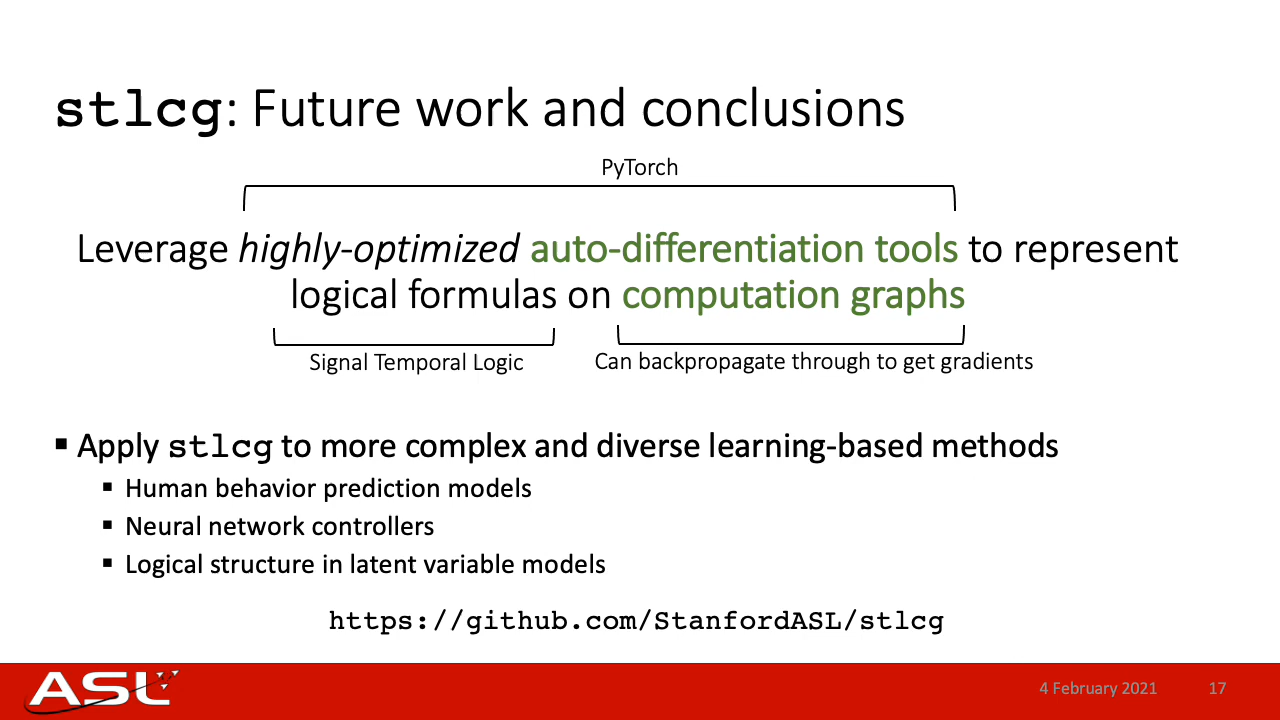 stlcg: Future work and conclusions
PyTorch
Leverage highly-optimized auto-differentiation tools to represent
logical formulas on computation graphs
Signal Temporal Logic
Can backpropagate through to get gradients
▪ Apply stlcg to more complex and diverse learning-based methods
▪ Human behavior prediction models
▪ Neural network controllers
▪ Logical structure in latent variable models
https://github.com/StanfordASL/stlcg
ASL
4 February 2021
17